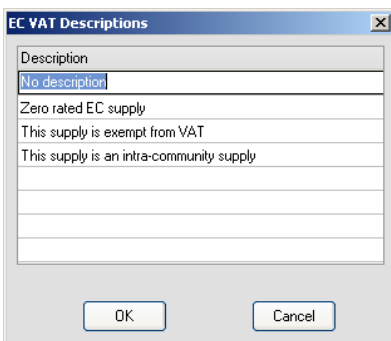 EC VAT Descriptions
Description
No description
Zero rated EC supply
This supply is exempt from VAT
This supply is an intra-community supply
OK Cancel